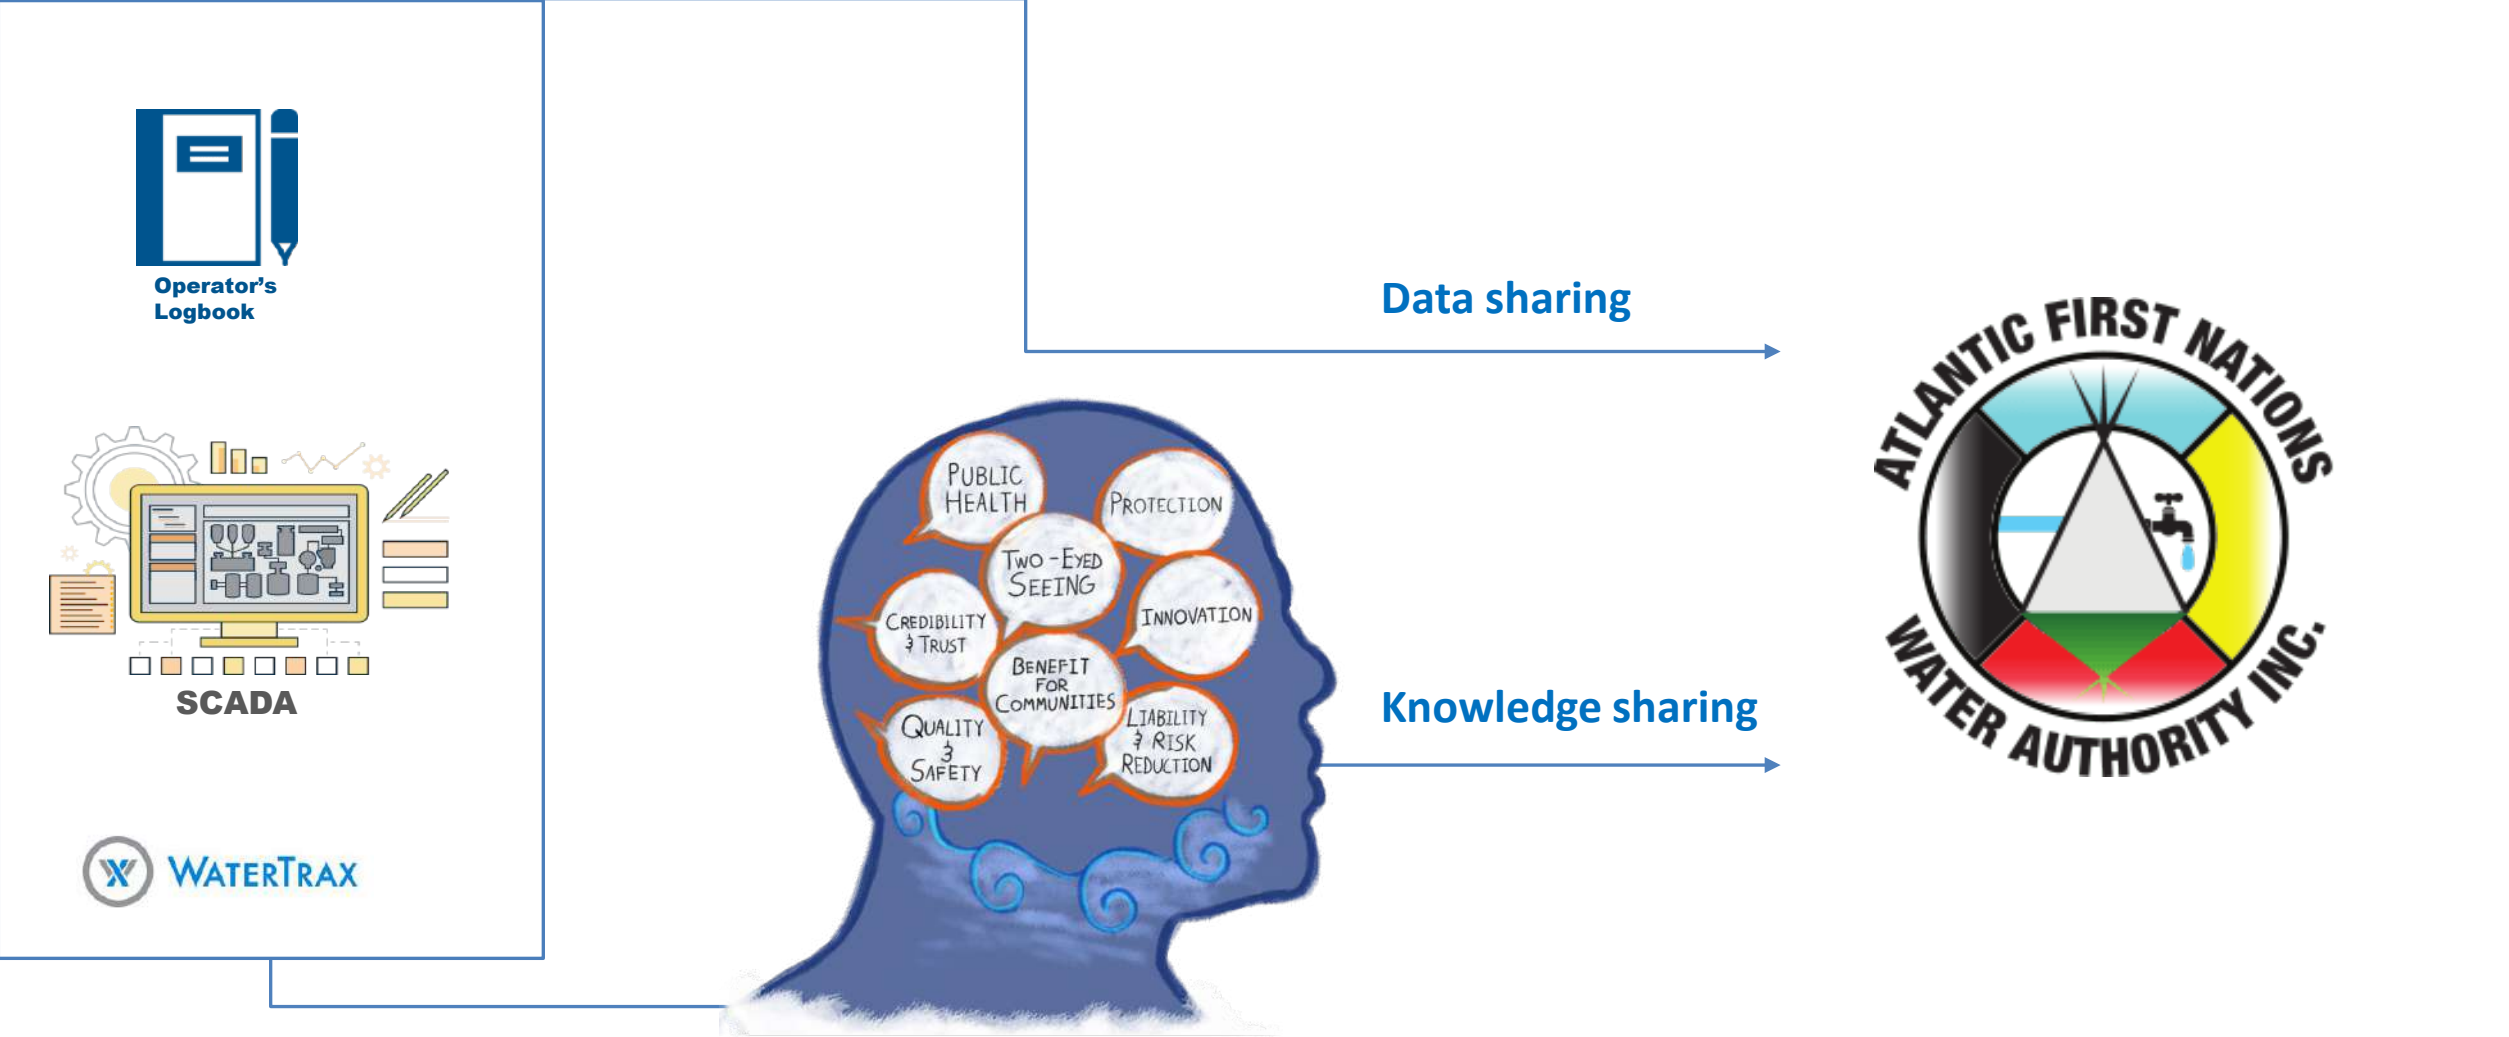 Operator's
Logbook
SCADA
WATERTRAX
PUBLIC
HEALTH
PROTECTION
TWO-EYED
SEEING
CREDIBILITY
& TRUST
INNOVATION
BENEFIT
FOR
COMMUNITIES
QUALITY
&
SAFETY
LIABILITY
& RISK
REDUCTION
Data sharing
Knowledge sharing
ATLANTIC FIRST NATIONS
WATER AUTHORITY INC.